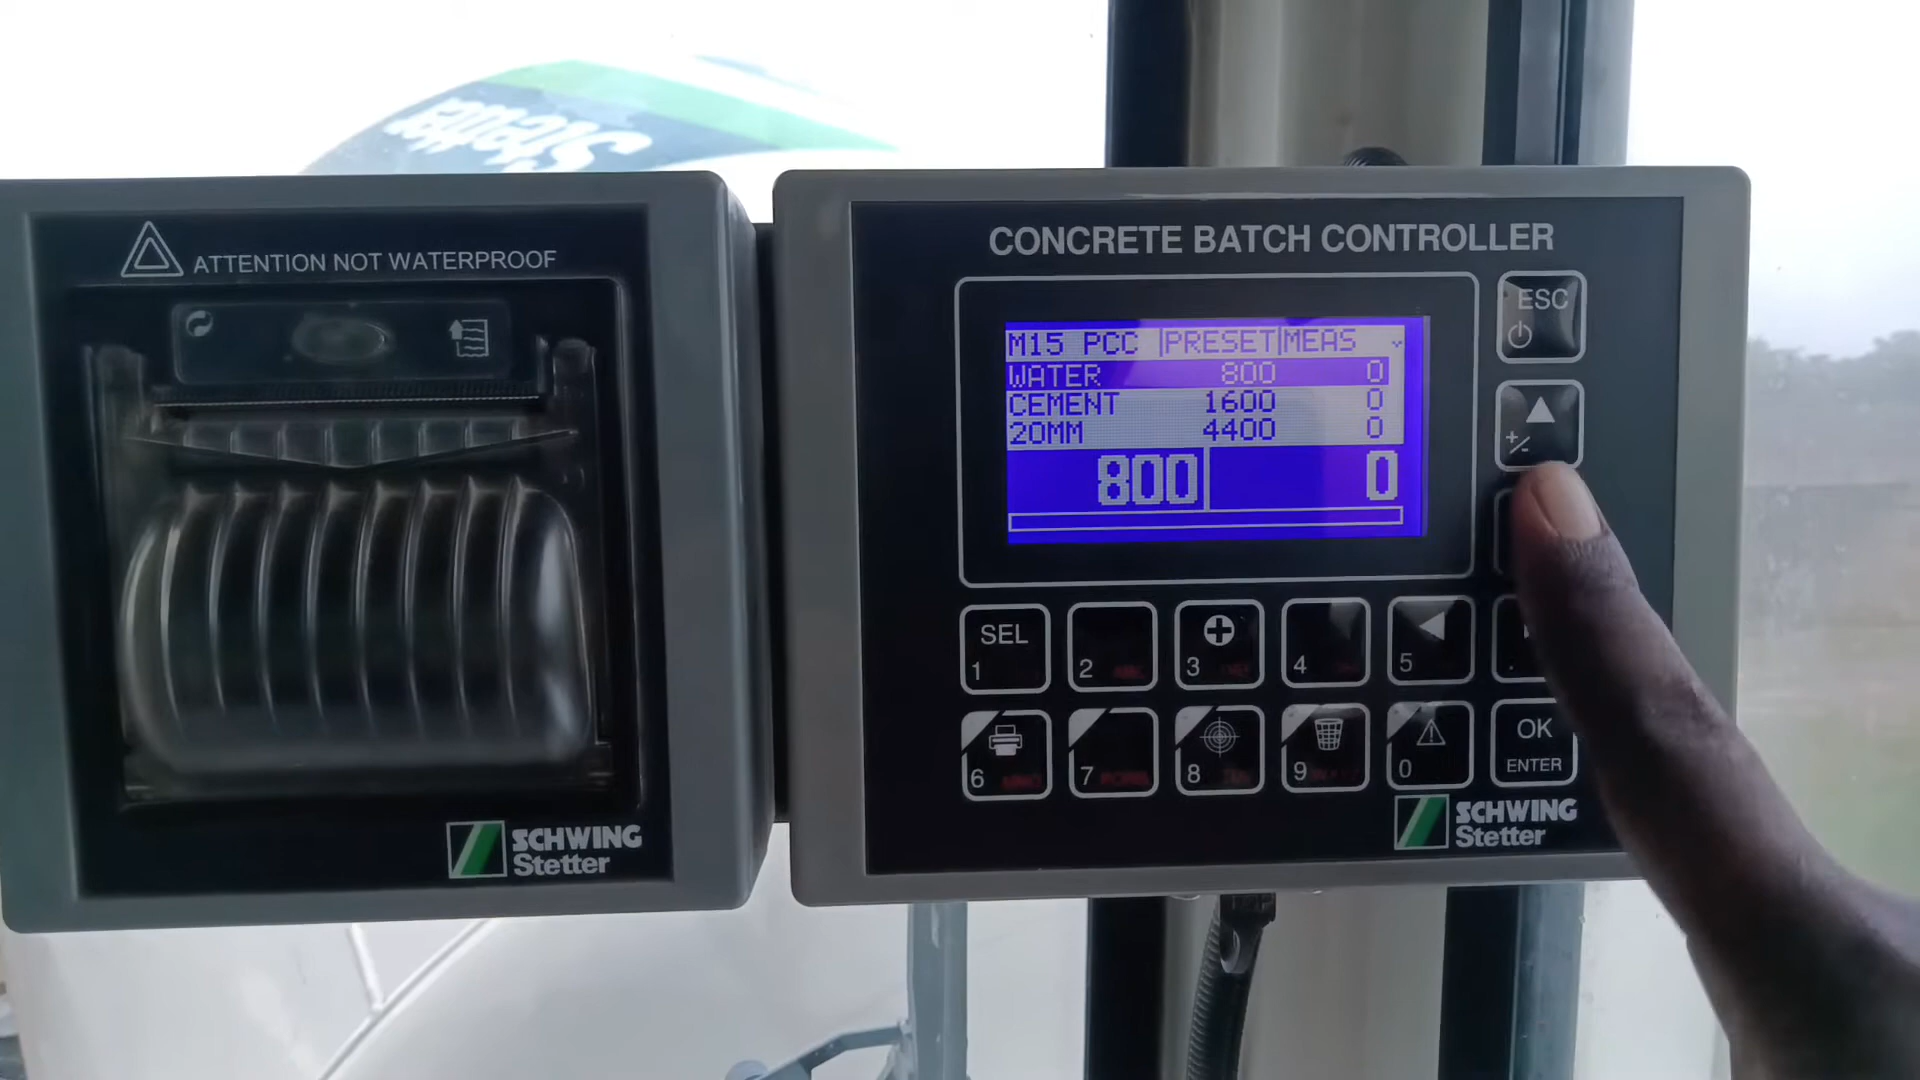 Stetter
ATTENTION NOT WATERPROOF
SCHWING
Stetter
CONCRETE BATCH CONTROLLER
M15 PCC |PRESET|MEAS
WATER 800 0
CEMENT 1600 0
20MM 4400 0
800 0
ESC
+/-
SEL
1
2
3
4
5
.
6
7
8
9
0
OK
ENTER
SCHWING
Stetter